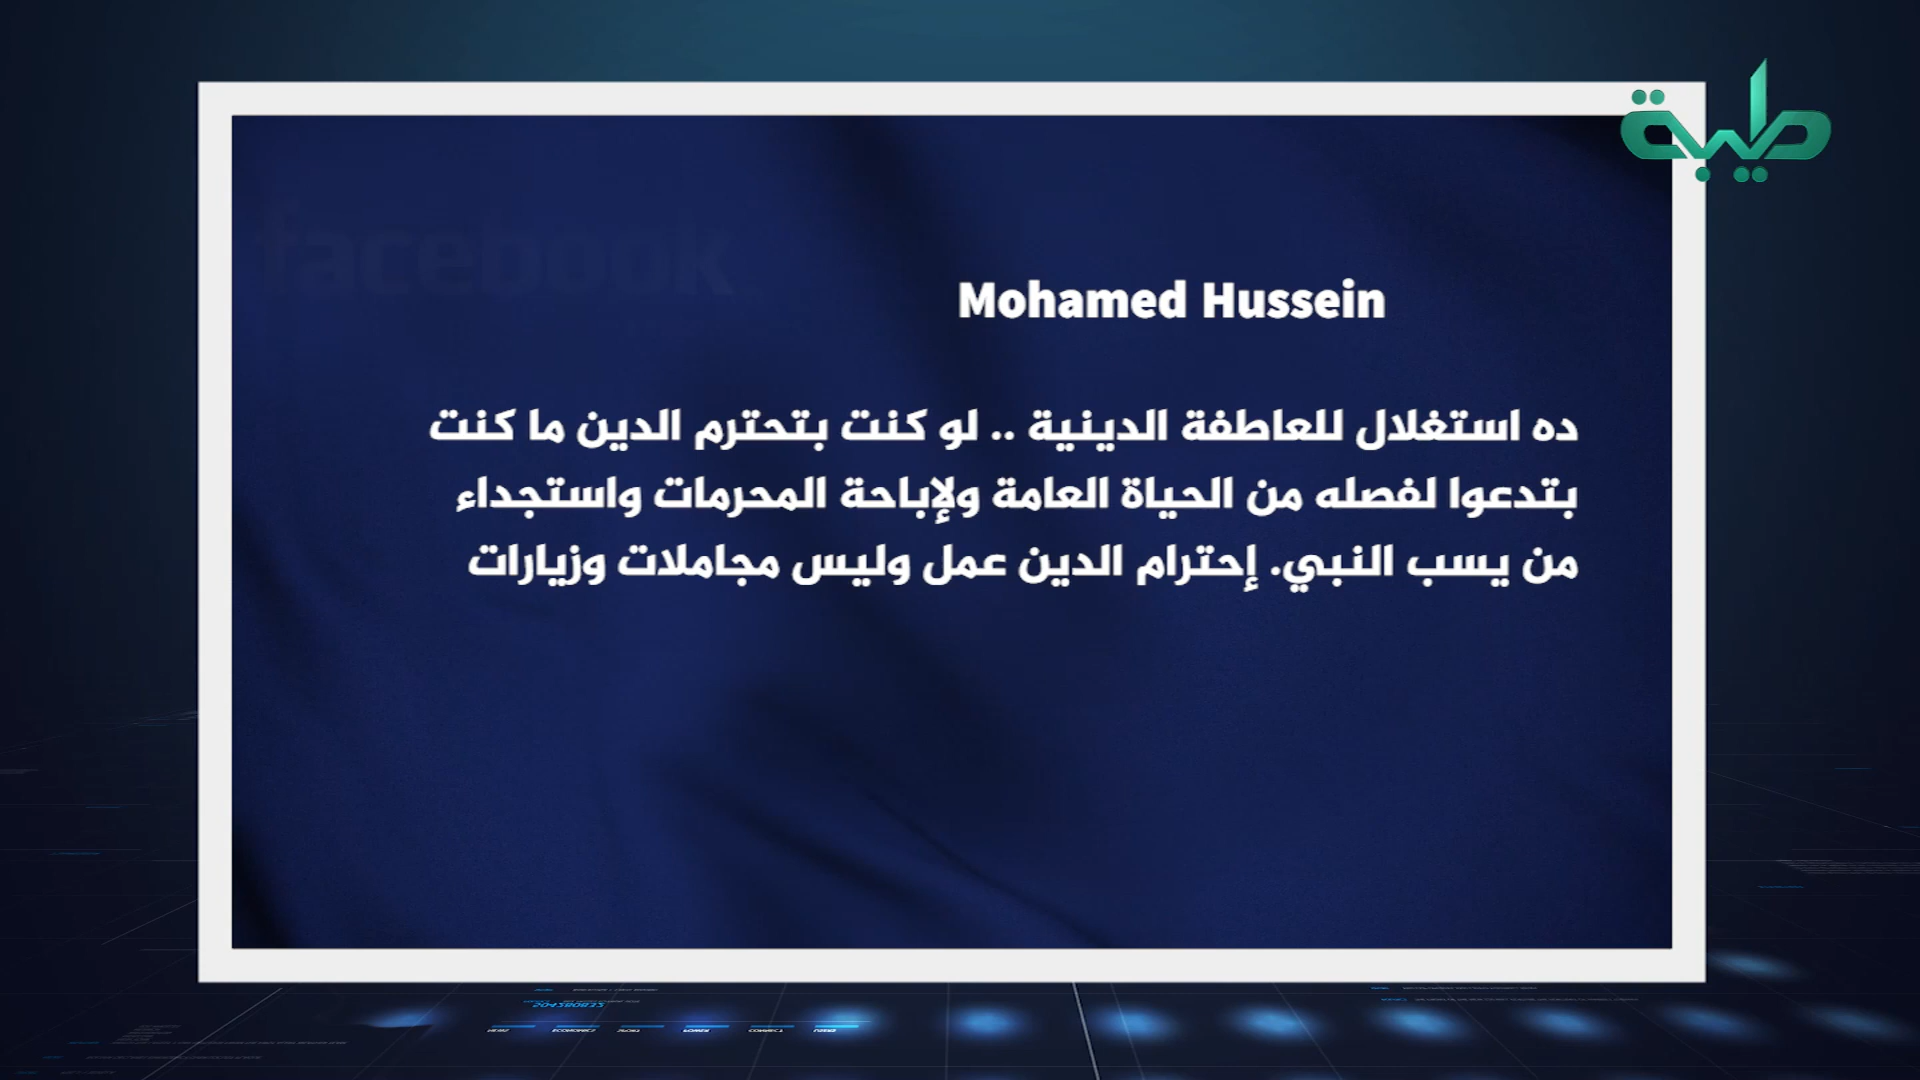 طيبة
facebook
Mohamed Hussein
ده استغلال للعاطفة الدينية .. لو كنت بتحترم الدين ما كنت
بتدعوا لفصله من الحياة العامة ولإباحة المحرمات واستجداء
من يسب النبي. إحترام الدين عمل وليس مجاملات وزيارات